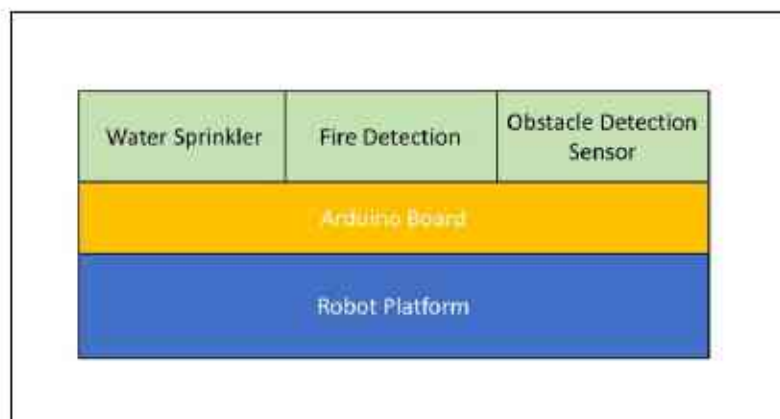 Water Sprinkler
Fire Detection
Obstacle Detection
Sensor
Arduino Board
Robot Platform